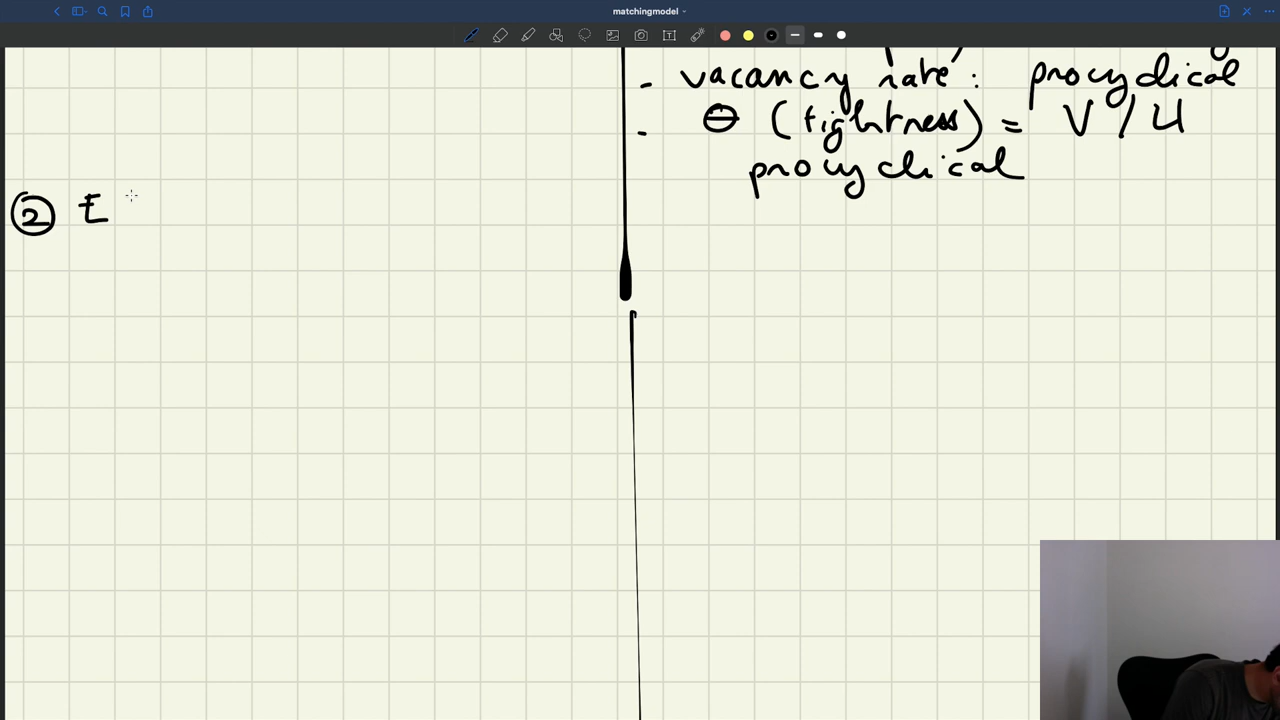 matchingmodel
- vacancy rate: procyclical
- θ (tightness) = V/U
procyclical
② E